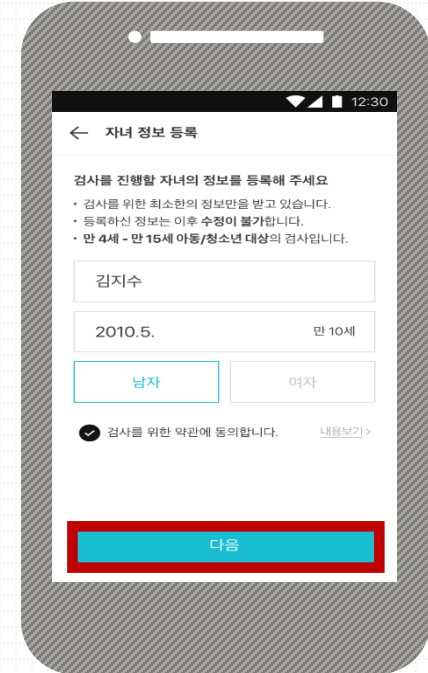 12:30
← 자녀 정보 등록
검사를 진행할 자녀의 정보를 등록해 주세요
• 검사를 위한 최소한의 정보만을 받고 있습니다.
• 등록하신 정보는 이후 수정이 불가합니다.
• 만 4세 - 만 15세 아동/청소년 대상의 검사입니다.
김지수
2010.5. 만 10세
남자 여자
검사를 위한 약관에 동의합니다. 내용보기 >
다음